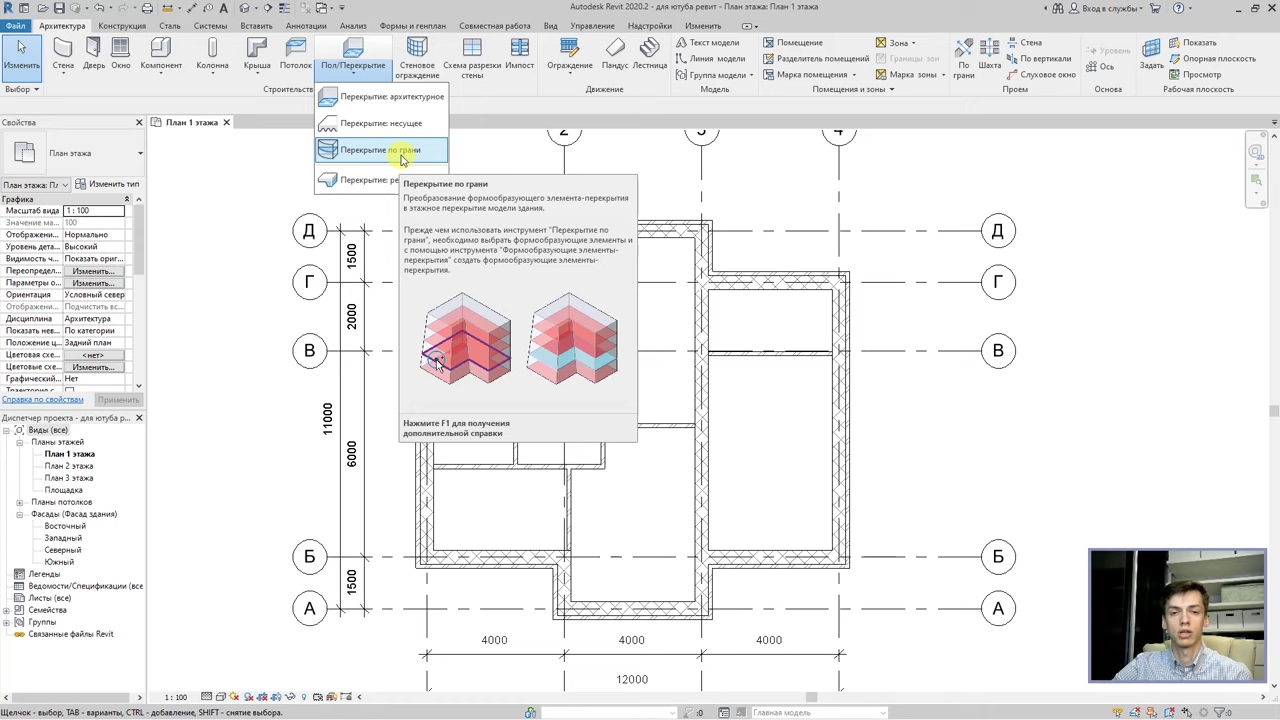 Autodesk Revit 2020.2 - для ютуба ревит - План этажа: План 1 этажа
Вход в службы
Файл Архитектура Конструкция Сталь Системы Вставить Аннотации Анализ Формы и генплан Совместная работа Вид Управление Надстройки Изменить
Изменить Стена Дверь Окно Компонент Колонна Крыша Потолок Пол/Перекрытие Стеновое ограждение Схема разрезки стены Импост Ограждение Пандус Лестница
Текст модели
Линия модели
Группа модели
Помещение
Разделитель помещений
Марка помещения
Зона
Границы зон
Марка зоны
По грани
Шахта
Стена
По вертикали
Слуховое окно
Уровень
Ось
Задать
Показать
Опорная плоскость
Просмотр
Выбор Строительство Движение Модель Помещения и зоны Проем Основа Рабочая плоскость
Перекрытие: архитектурное
Перекрытие: несущее
Перекрытие по грани
Перекрытие: ре
Перекрытие по грани
Преобразование формообразующего элемента-перекрытия
в этажное перекрытие модели здания.
Прежде чем использовать инструмент "Перекрытие по
грани", необходимо выбрать формообразующие элементы и
с помощью инструмента "Формообразующие элементы-
перекрытия" создать формообразующие элементы-
перекрытия.
Нажмите F1 для получения
дополнительной справки
Свойства
План 1 этажа
План этажа
План этажа: План Изменить тип
Графика
Масштаб вида 1 : 100
Значение ма... 100
Отображени... Нормально
Уровень дета... Высокий
Видимость д... Показать ориг...
Переопредел... Изменить...
Параметры о... Изменить...
Ориентация Условный север
Отображени... Подчистить вс...
Дисциплина Архитектура
Показать нев... По категории
Положение ц... Задний план
Цветовая схе... <нет>
Цветовые схе... Изменить...
Графический... Нет
Справка по свойствам Применить
Диспетчер проекта - для ютуба р...
Виды (все)
Планы этажей
План 1 этажа
План 2 этажа
План 3 этажа
Площадка
Планы потолков
Фасады (Фасад здания)
Восточный
Западный
Северный
Южный
Легенды
Ведомости/Спецификации (все
Листы (все)
Семейства
Группы
Связанные файлы Revit
2 3 4
Д Д
1500
Г Г
2000
В В
11000
6000
Б Б
1500
А А
4000 4000 4000
12000
1 : 100
Щелчок - выбор, TAB - варианты, CTRL - добавление, SHIFT - снятие выбора.
:0
Главная модель
:0